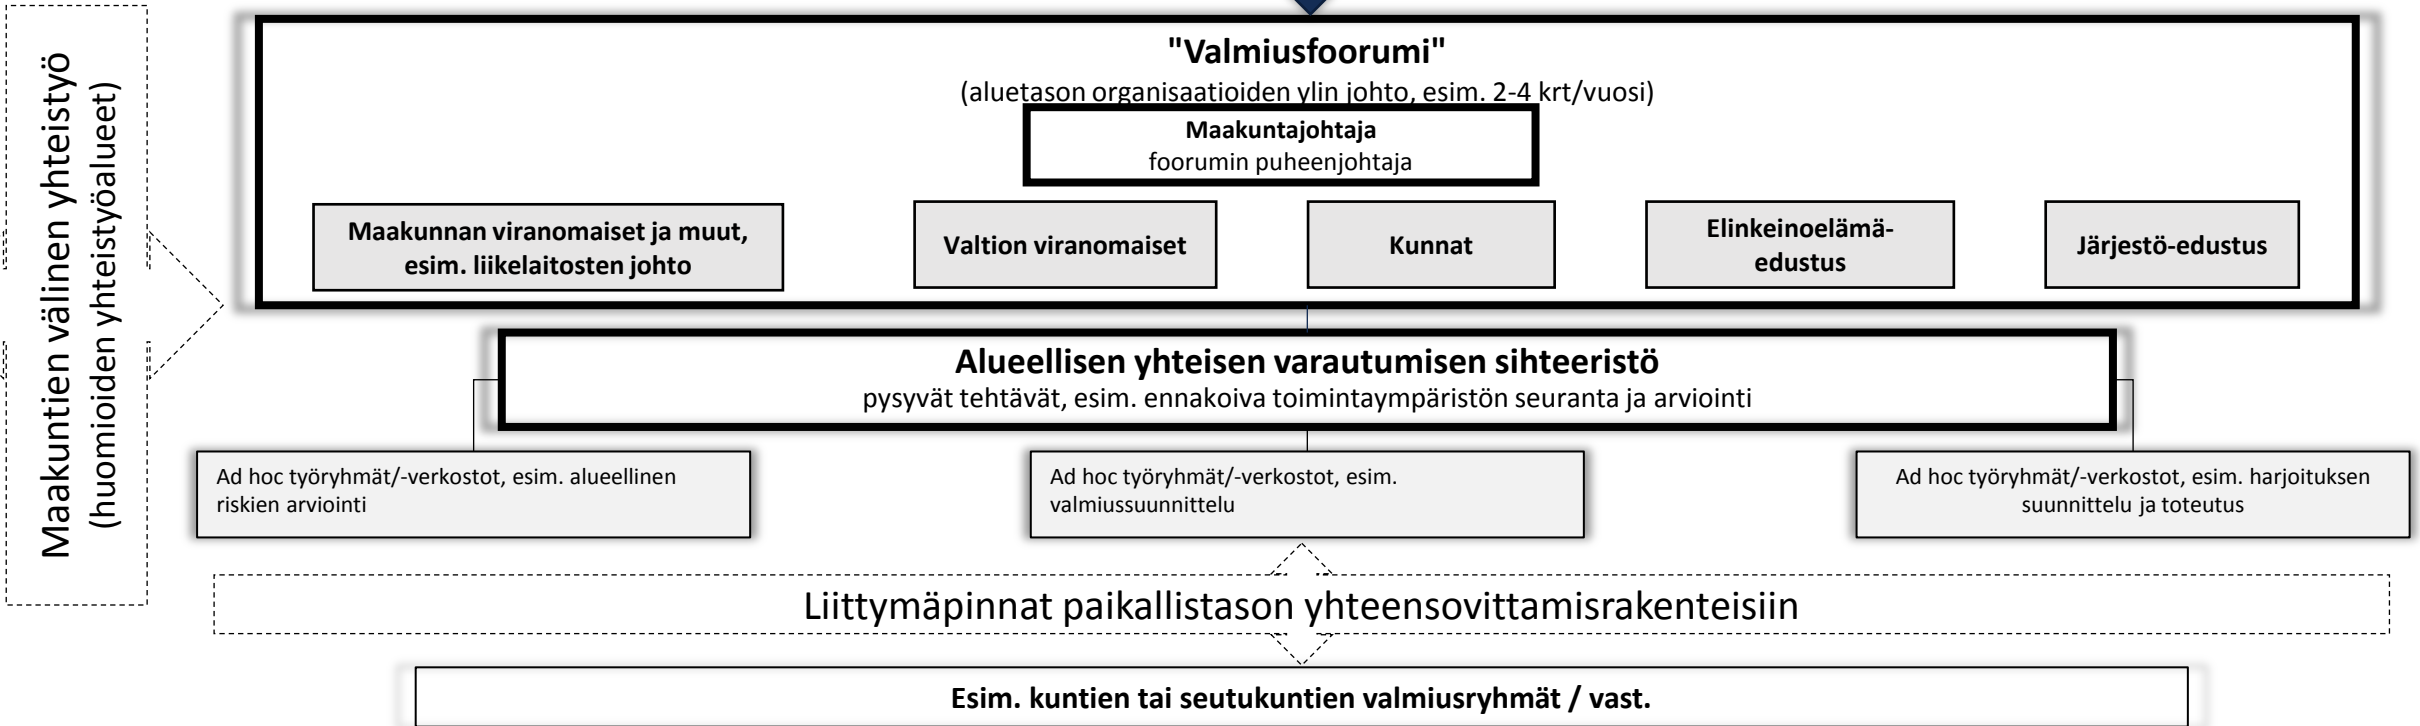 Maakuntien välinen yhteistyö
(huomioiden yhteistyöalueet)
"Valmiusfoorumi"
(aluetason organisaatioiden ylin johto, esim. 2-4 krt/vuosi)
Maakuntajohtaja
foorumin puheenjohtaja
Maakunnan viranomaiset ja muut,
esim. liikelaitosten johto
Valtion viranomaiset
Kunnat
Elinkeinoelämä-
edustus
Järjestö-edustus
Alueellisen yhteisen varautumisen sihteeristö
pysyvät tehtävät, esim. ennakoiva toimintaympäristön seuranta ja arviointi
Ad hoc työryhmät/-verkostot, esim. alueellinen
riskien arviointi
Ad hoc työryhmät/-verkostot, esim.
valmiussuunnittelu
Ad hoc työryhmät/-verkostot, esim. harjoituksen
suunnittelu ja toteutus
Liittymäpinnat paikallistason yhteensovittamisrakenteisiin
Esim. kuntien tai seutukuntien valmiusryhmät / vast.